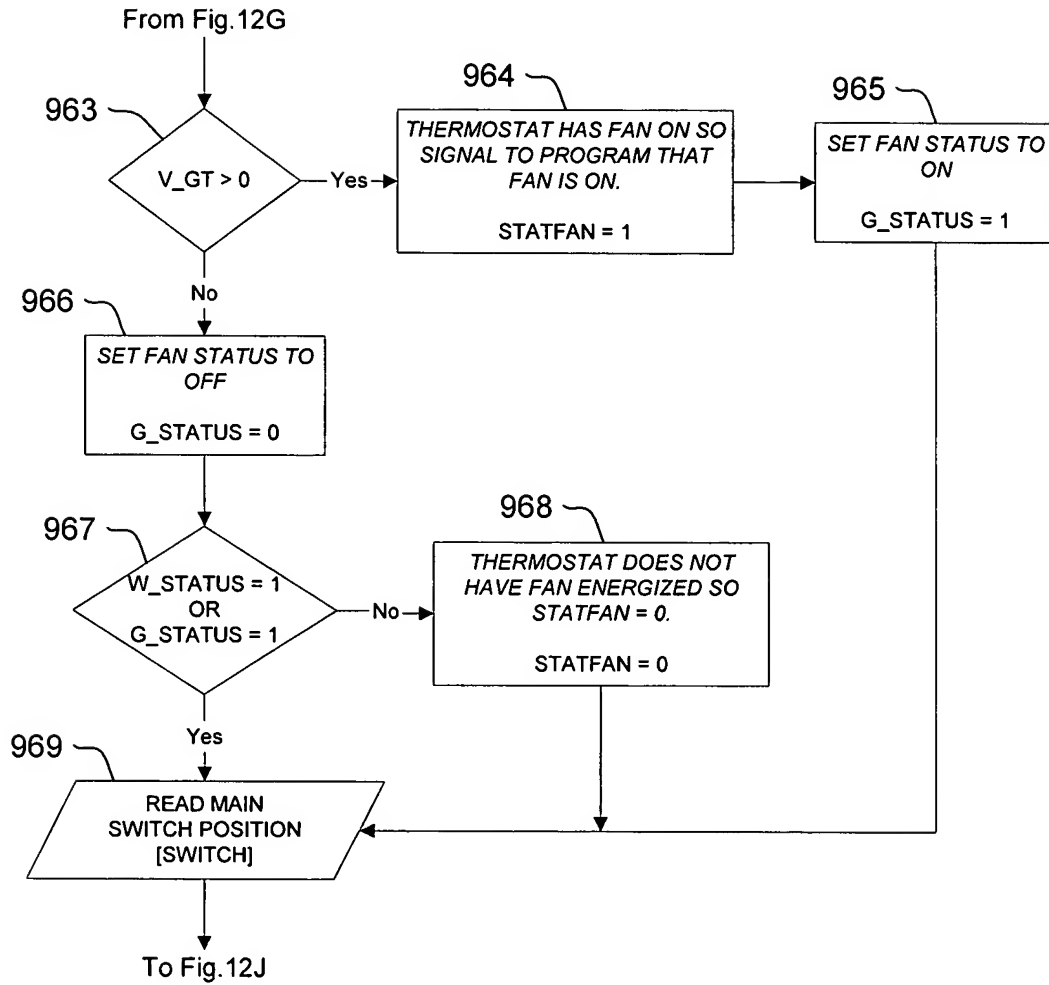 From Fig.12G
963
V_GT > 0
Yes
964
THERMOSTAT HAS FAN ON SO
SIGNAL TO PROGRAM THAT
FAN IS ON.
STATFAN = 1
965
SET FAN STATUS TO
ON
G_STATUS = 1
No
966
SET FAN STATUS TO
OFF
G_STATUS = 0
967
W_STATUS = 1
OR
G_STATUS = 1
No
968
THERMOSTAT DOES NOT
HAVE FAN ENERGIZED SO
STATFAN = 0.
STATFAN = 0
Yes
969
READ MAIN
SWITCH POSITION
[SWITCH]
To Fig.12J